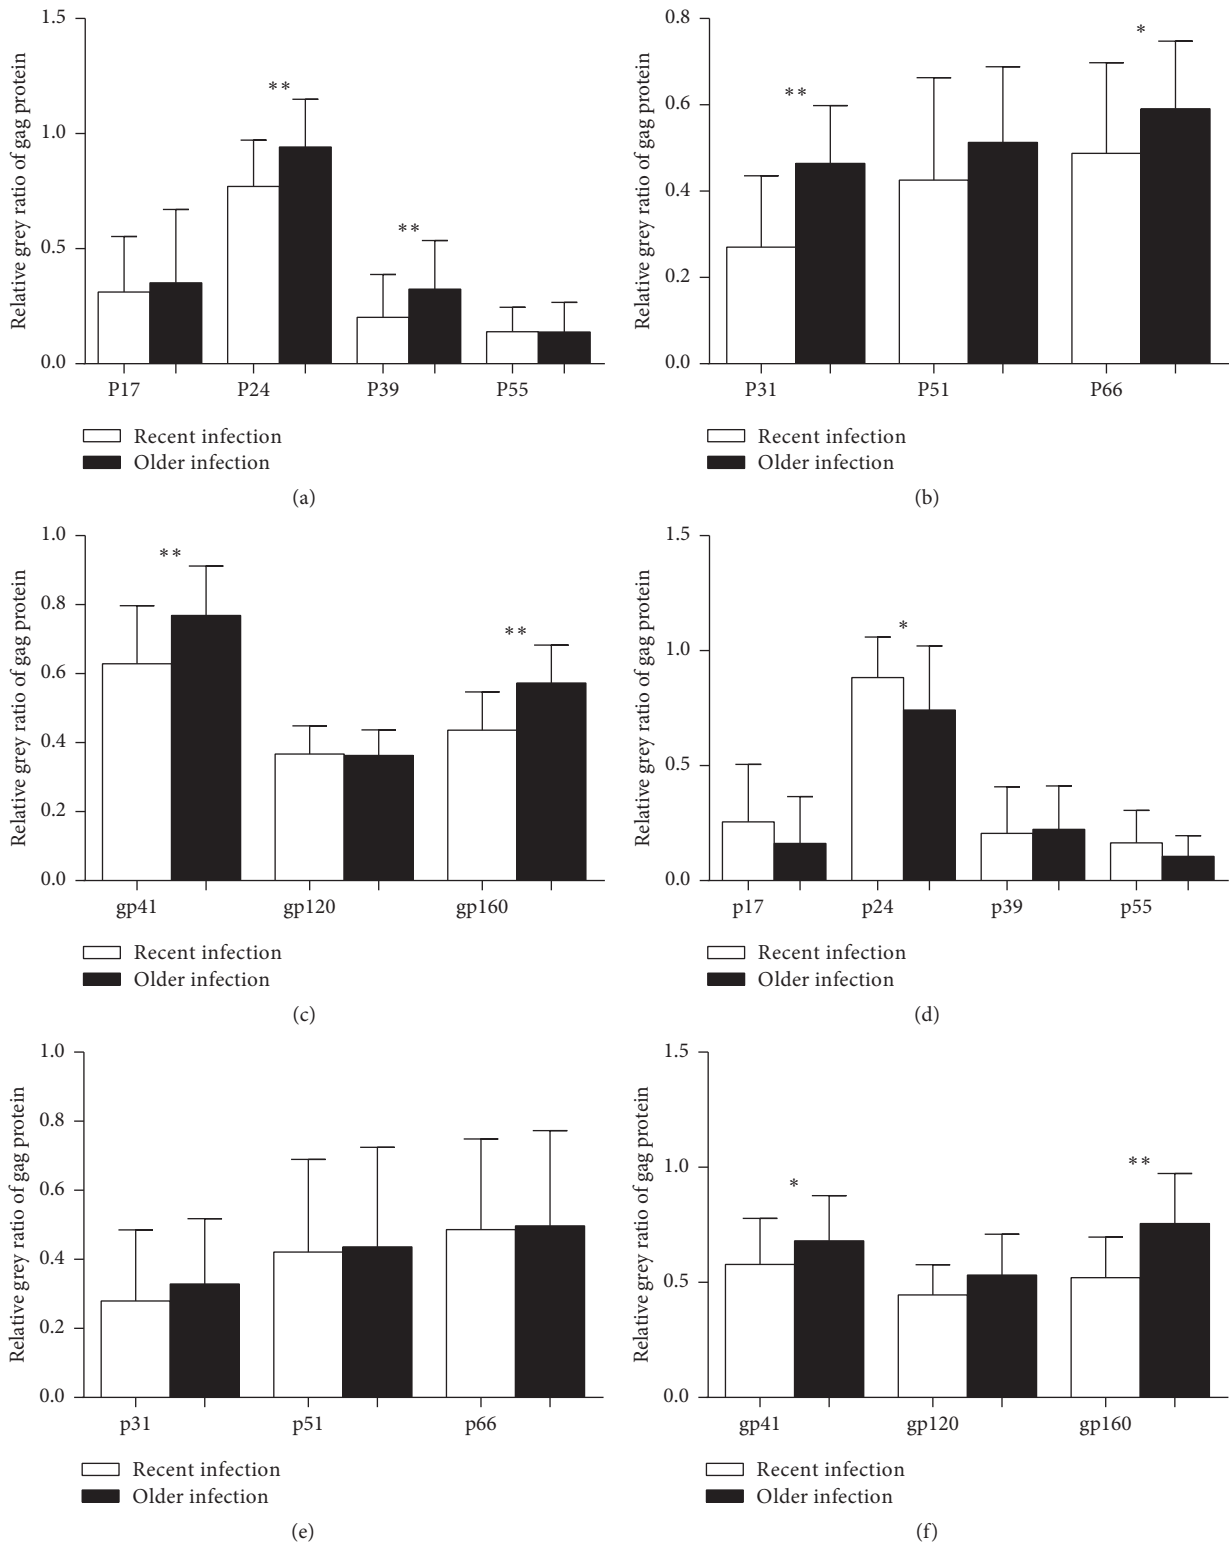 Relative grey ratio of gag protein
1.5
1.0
0.5
0.0
**
**
P17 P24 P39 P55
Recent infection
Older infection
(a)
Relative grey ratio of gag protein
0.8
0.6
0.4
0.2
0.0
**
*
P31 P51 P66
Recent infection
Older infection
(b)
Relative grey ratio of gag protein
1.0
0.8
0.6
0.4
0.2
0.0
**
**
gp41 gp120 gp160
Recent infection
Older infection
(c)
Relative grey ratio of gag protein
1.5
1.0
0.5
0.0
*
p17 p24 p39 p55
Recent infection
Older infection
(d)
Relative grey ratio of gag protein
1.0
0.8
0.6
0.4
0.2
0.0
p31 p51 p66
Recent infection
Older infection
(e)
Relative grey ratio of gag protein
1.5
1.0
0.5
0.0
*
**
gp41 gp120 gp160
Recent infection
Older infection
(f)